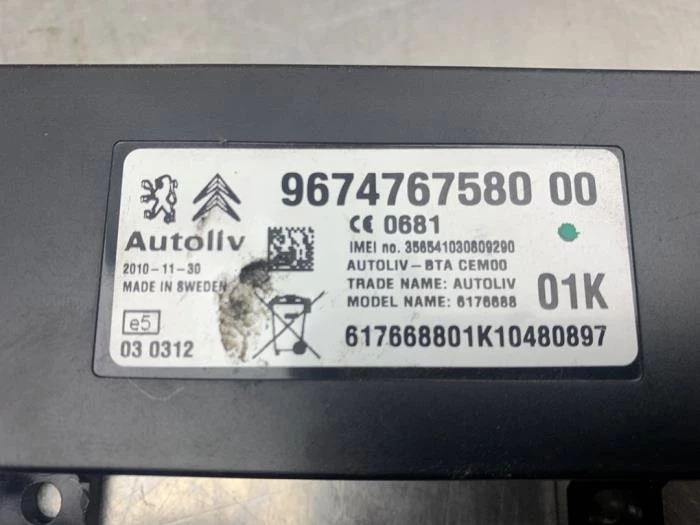 9674767580 00
CE 0681
IMEI no. 356541030809290
Autoliv
2010-11-30
MADE IN SWEDEN
AUTOLIV-BTA CEM00
TRADE NAME: AUTOLIV
MODEL NAME: 6176688
01K
e5
03 0312
617668801K10480897